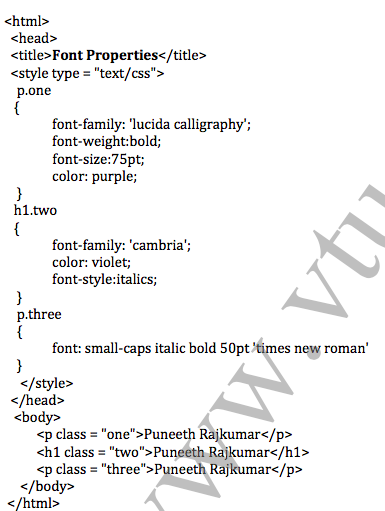 <html>
<head>
<title>Font Properties</title>
<style type = "text/css">
p.one
{
font-family: 'lucida calligraphy';
font-weight:bold;
font-size:75pt;
color: purple;
}
h1.two
{
font-family: 'cambria';
color: violet;
font-style:italics;
}
p.three
{
font: small-caps italic bold 50pt 'times new roman'
}
</style>
</head>
<body>
<p class = "one">Puneeth Rajkumar</p>
<h1 class = "two">Puneeth Rajkumar</h1>
<p class = "three">Puneeth Rajkumar</p>
</body>
</html>
www.vtu